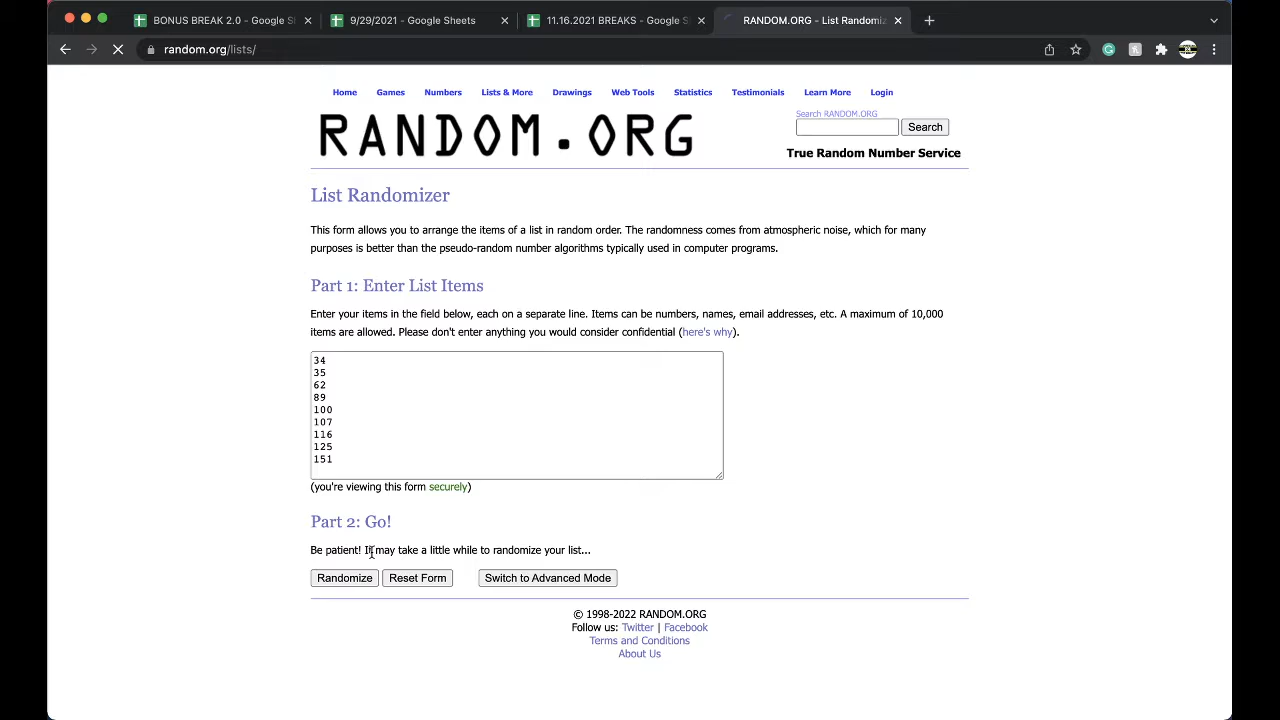 BONUS BREAK 2.0 - Google Sh
9/29/2021 - Google Sheets
11.16.2021 BREAKS - Google S
RANDOM.ORG - List Randomiz
random.org/lists/
Home Games Numbers Lists & More Drawings Web Tools Statistics Testimonials Learn More Login
RANDOM.ORG
Search RANDOM.ORG
Search
True Random Number Service
List Randomizer
This form allows you to arrange the items of a list in random order. The randomness comes from atmospheric noise, which for many
purposes is better than the pseudo-random number algorithms typically used in computer programs.
Part 1: Enter List Items
Enter your items in the field below, each on a separate line. Items can be numbers, names, email addresses, etc. A maximum of 10,000
items are allowed. Please don't enter anything you would consider confidential (here's why).
34
35
62
89
100
107
116
125
151
(you're viewing this form securely)
Part 2: Go!
Be patient! It may take a little while to randomize your list...
Randomize Reset Form Switch to Advanced Mode
© 1998-2022 RANDOM.ORG
Follow us: Twitter | Facebook
Terms and Conditions
About Us